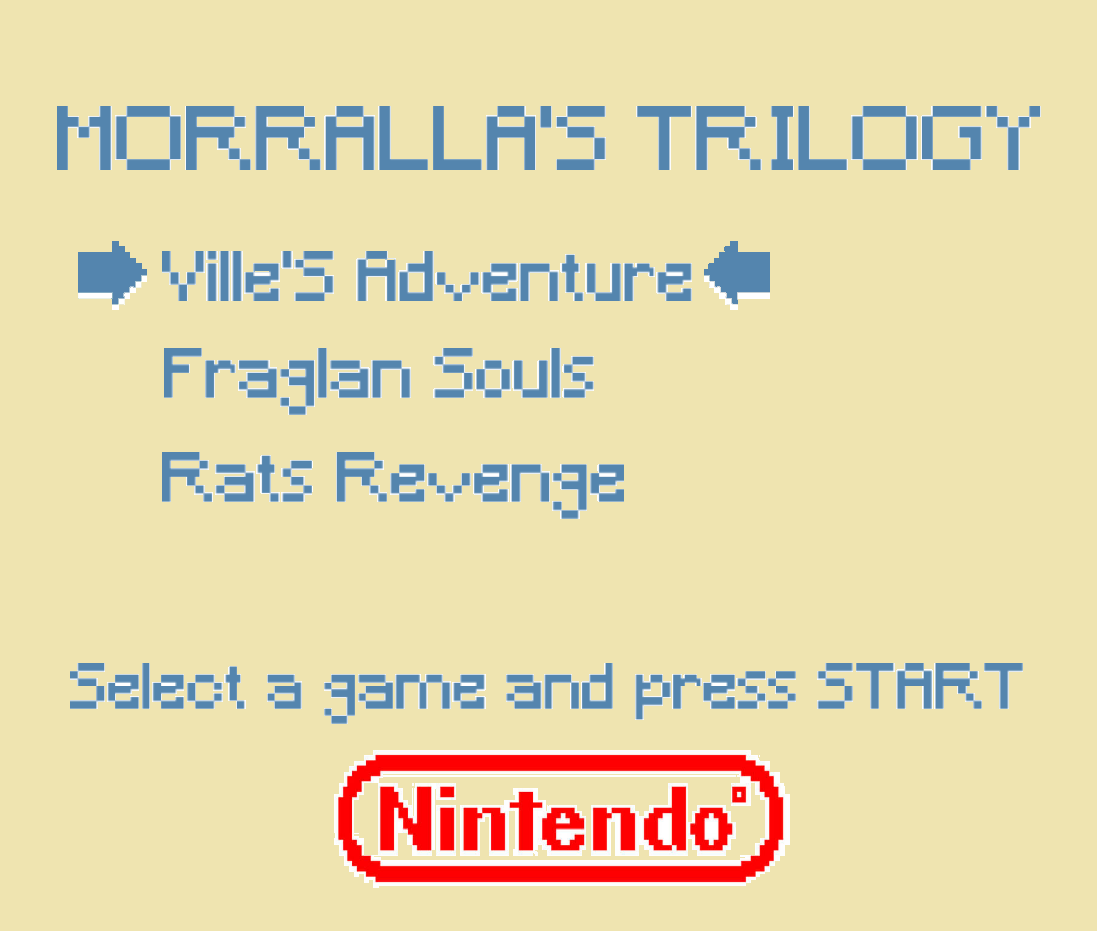 MORRALLA'S TRILOGY
Ville'S Adventure
Fraglan Souls
Rats Revenge
Select a game and press START
Nintendo